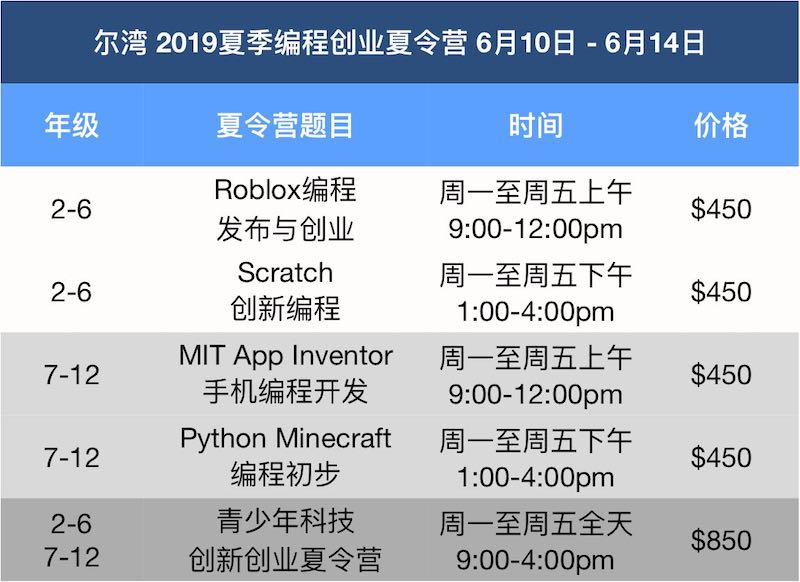 尔湾 2019夏季编程创业夏令营 6月10日 - 6月14日
年级 夏令营题目 时间 价格
2-6 Roblox编程 发布与创业 周一至周五上午 9:00-12:00pm $450
2-6 Scratch 创新编程 周一至周五下午 1:00-4:00pm $450
7-12 MIT App Inventor 手机编程开发 周一至周五上午 9:00-12:00pm $450
7-12 Python Minecraft 编程初步 周一至周五下午 1:00-4:00pm $450
2-6 7-12 青少年科技 创新创业夏令营 周一至周五全天 9:00-4:00pm $850